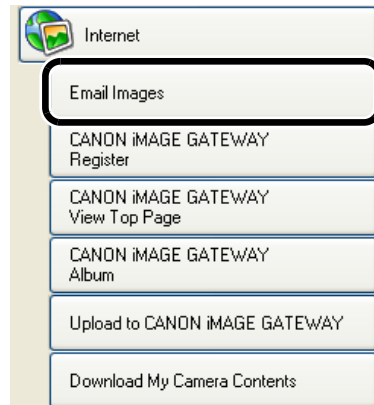 Internet
Email Images
CANON iMAGE GATEWAY
Register
CANON iMAGE GATEWAY
View Top Page
CANON iMAGE GATEWAY
Album
Upload to CANON iMAGE GATEWAY
Download My Camera Contents